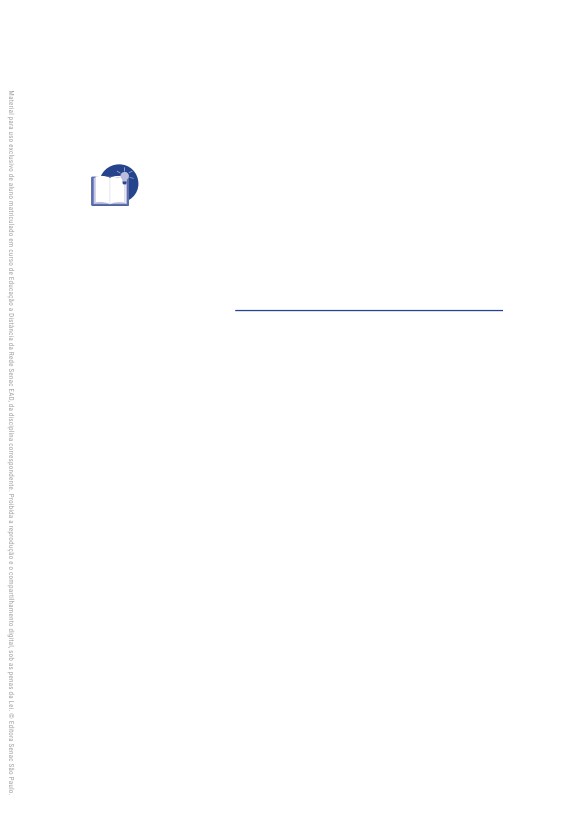 Material para uso exclusivo de aluno matriculado em curso de Educação a Distância da Rede Senac EAD, da disciplina correspondente. Proibida a reprodução e o compartilhamento digital, sob as penas da Lei. © Editora Senac São Paulo.